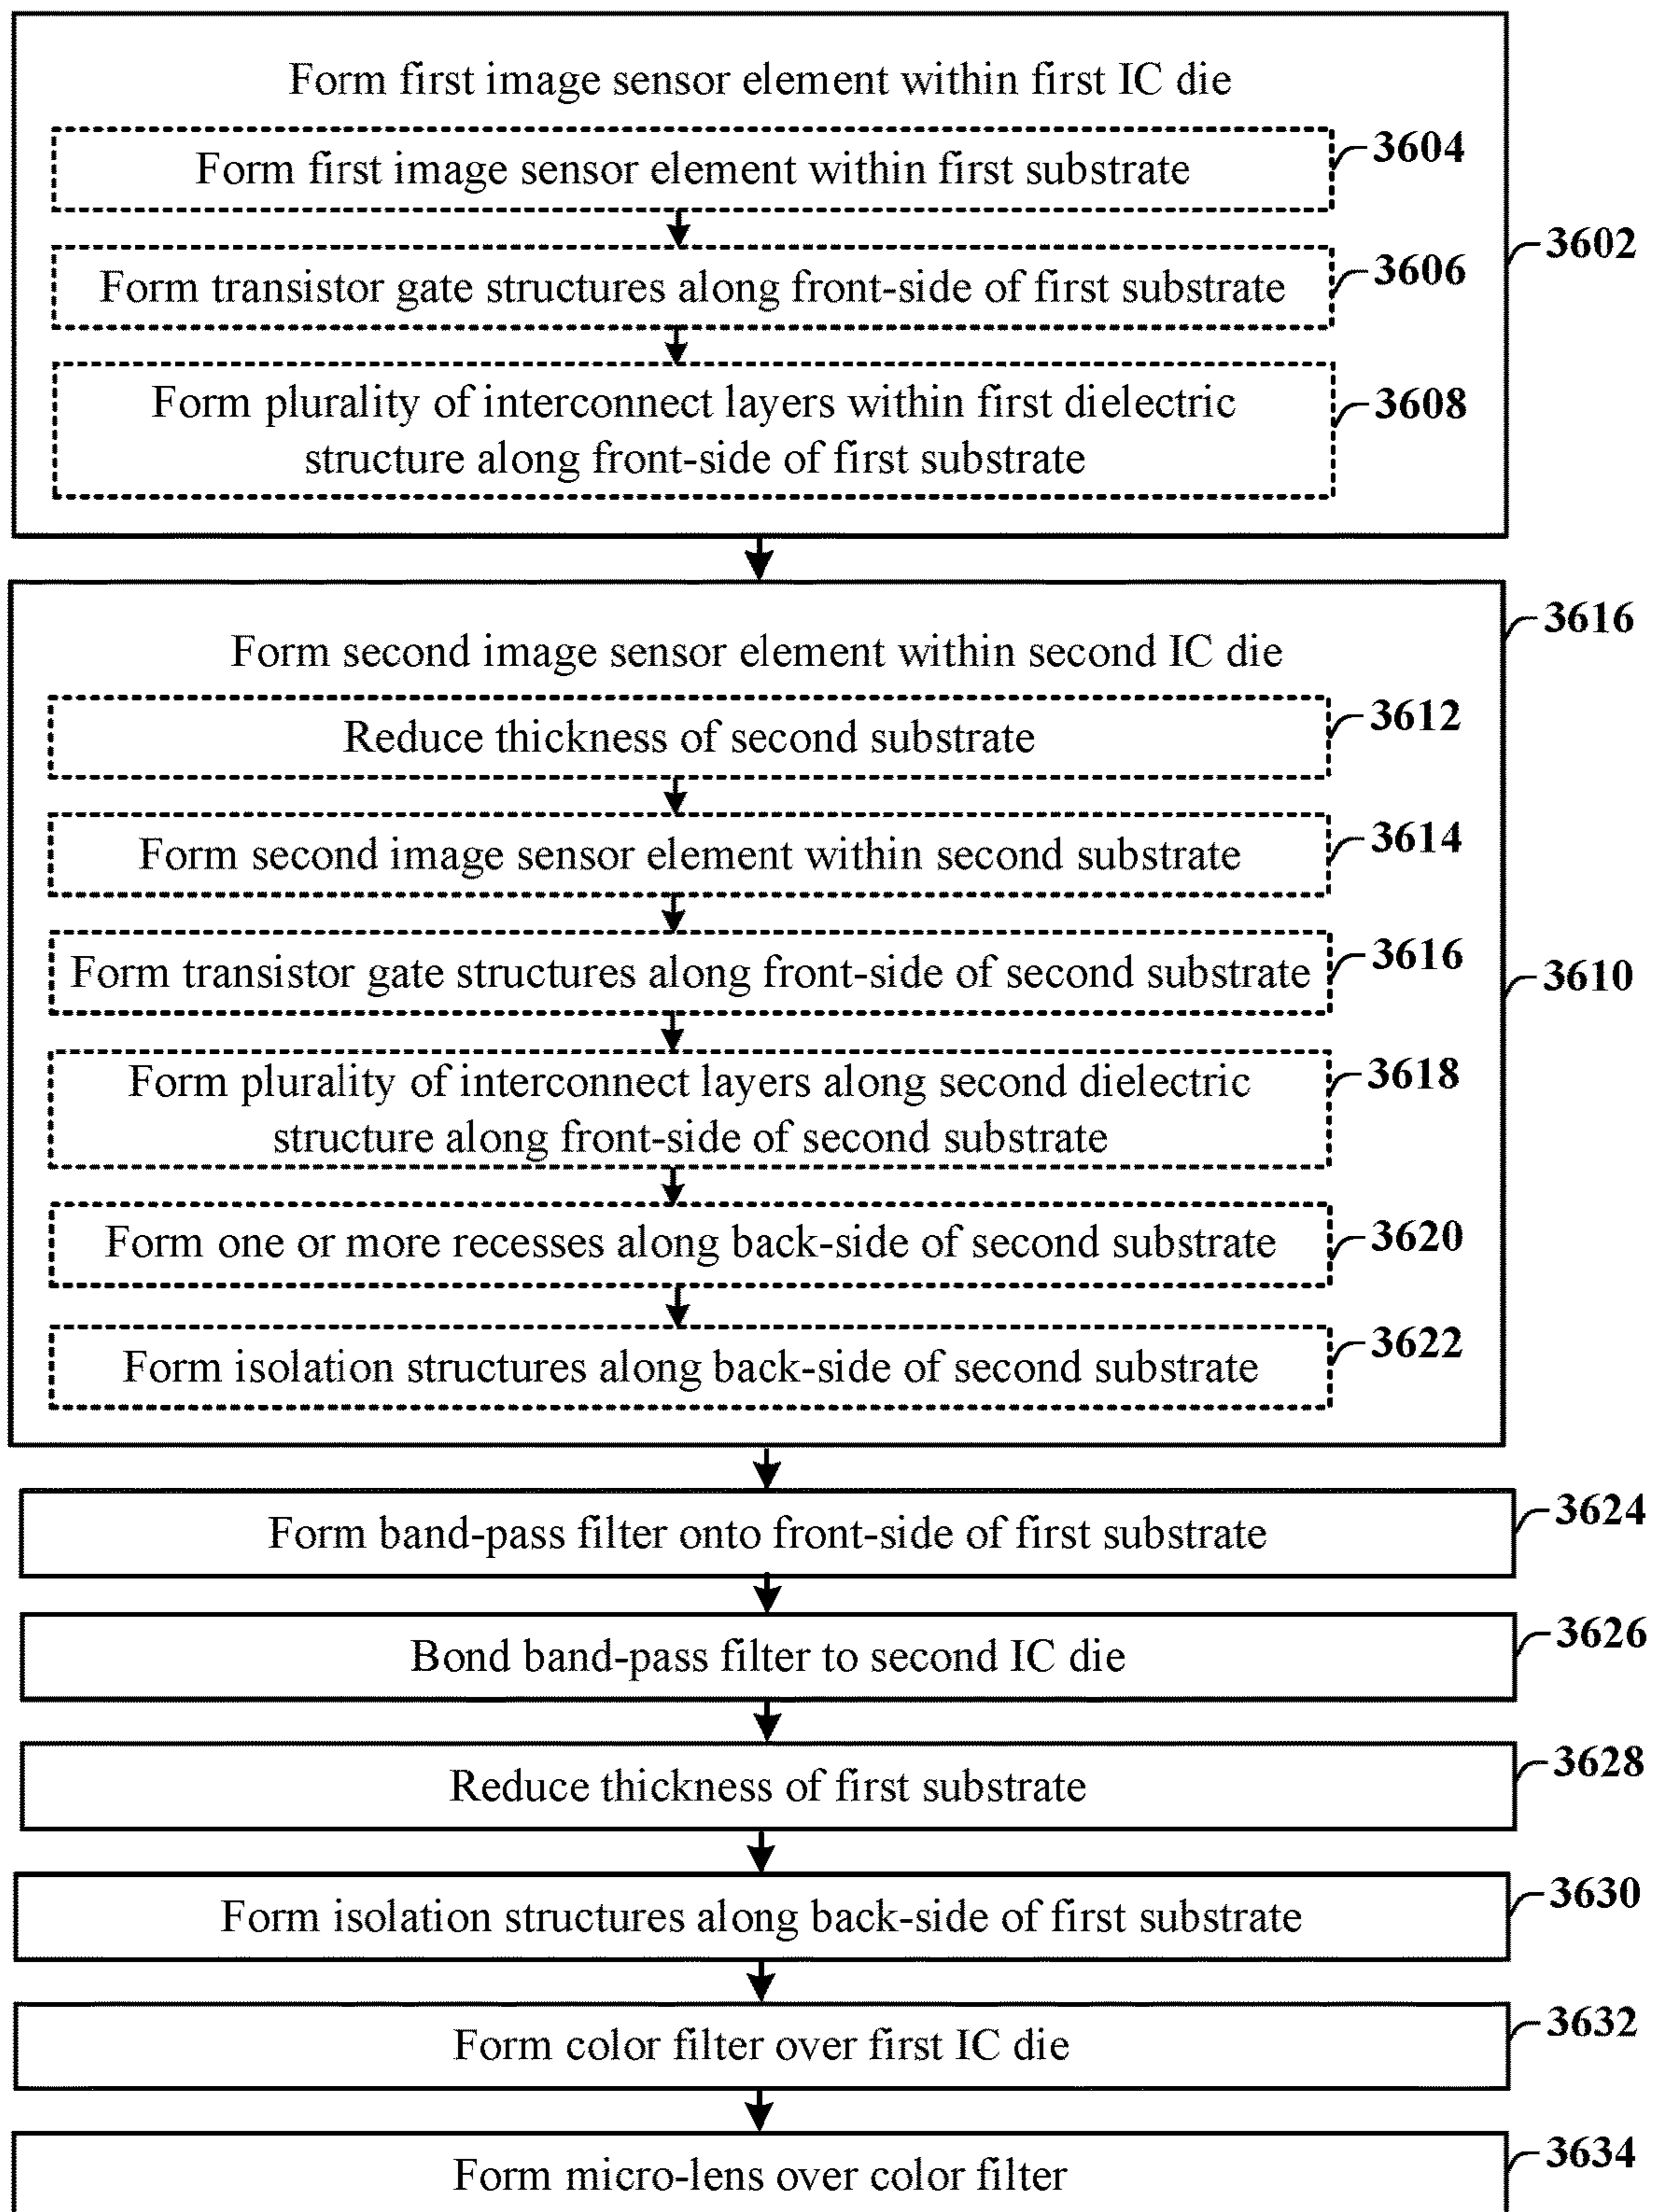 Form first image sensor element within first IC die
Form first image sensor element within first substrate
3604
3602
Form transistor gate structures along front-side of first substrate
3606
Form plurality of interconnect layers within first dielectric
structure along front-side of first substrate
3608
3616
Form second image sensor element within second IC die
Reduce thickness of second substrate
3612
Form second image sensor element within second substrate
3614
Form transistor gate structures along front-side of second substrate
3616
3610
Form plurality of interconnect layers along second dielectric
structure along front-side of second substrate
3618
Form one or more recesses along back-side of second substrate
3620
Form isolation structures along back-side of second substrate
3622
Form band-pass filter onto front-side of first substrate
3624
Bond band-pass filter to second IC die
3626
Reduce thickness of first substrate
3628
Form isolation structures along back-side of first substrate
3630
Form color filter over first IC die
3632
Form micro-lens over color filter
3634